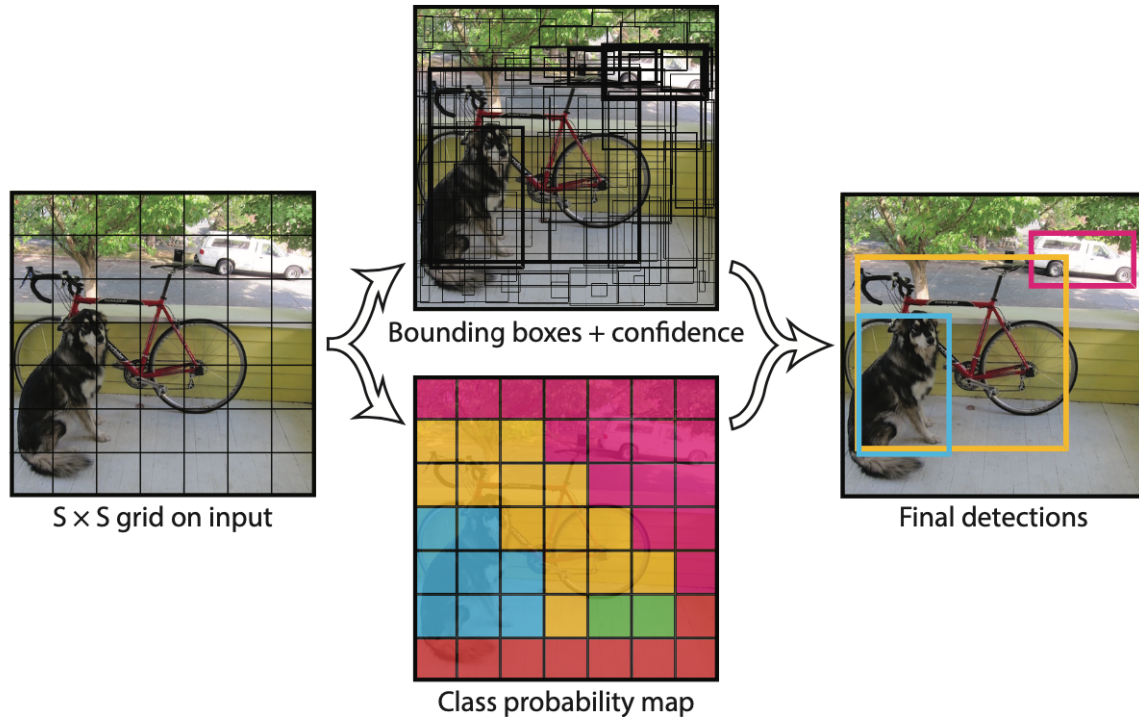 S × S grid on input
Bounding boxes + confidence
Class probability map
Final detections